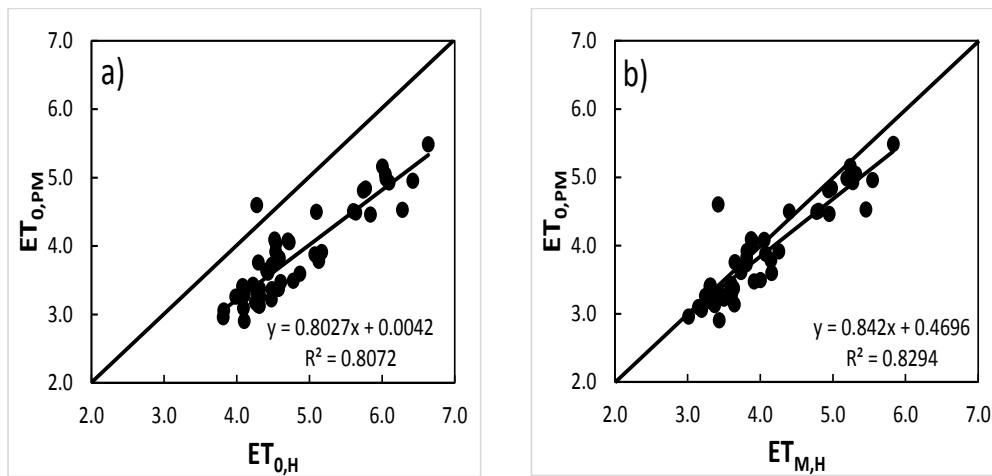 a)
ET0,PM
7.0
6.0
5.0
4.0
3.0
2.0
y = 0.8027x + 0.0042
R² = 0.8072
2.0 3.0 4.0 5.0 6.0 7.0
ET0,H
b)
ET0,PM
7.0
6.0
5.0
4.0
3.0
2.0
y = 0.842x + 0.4696
R² = 0.8294
2.0 3.0 4.0 5.0 6.0 7.0
ETM,H